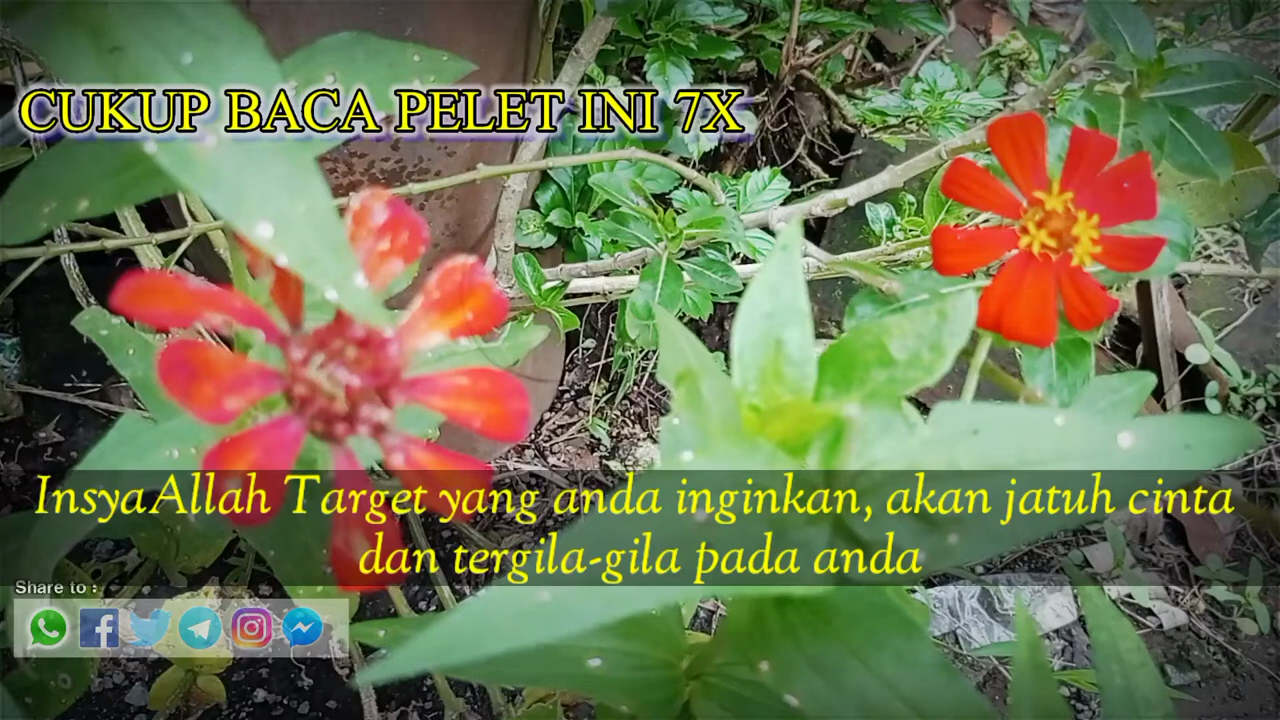 CUKUP BACA PELET INI 7X
InsyaAllah Target yang anda inginkan, akan jatuh cinta
dan tergila-gila pada anda
Share to :